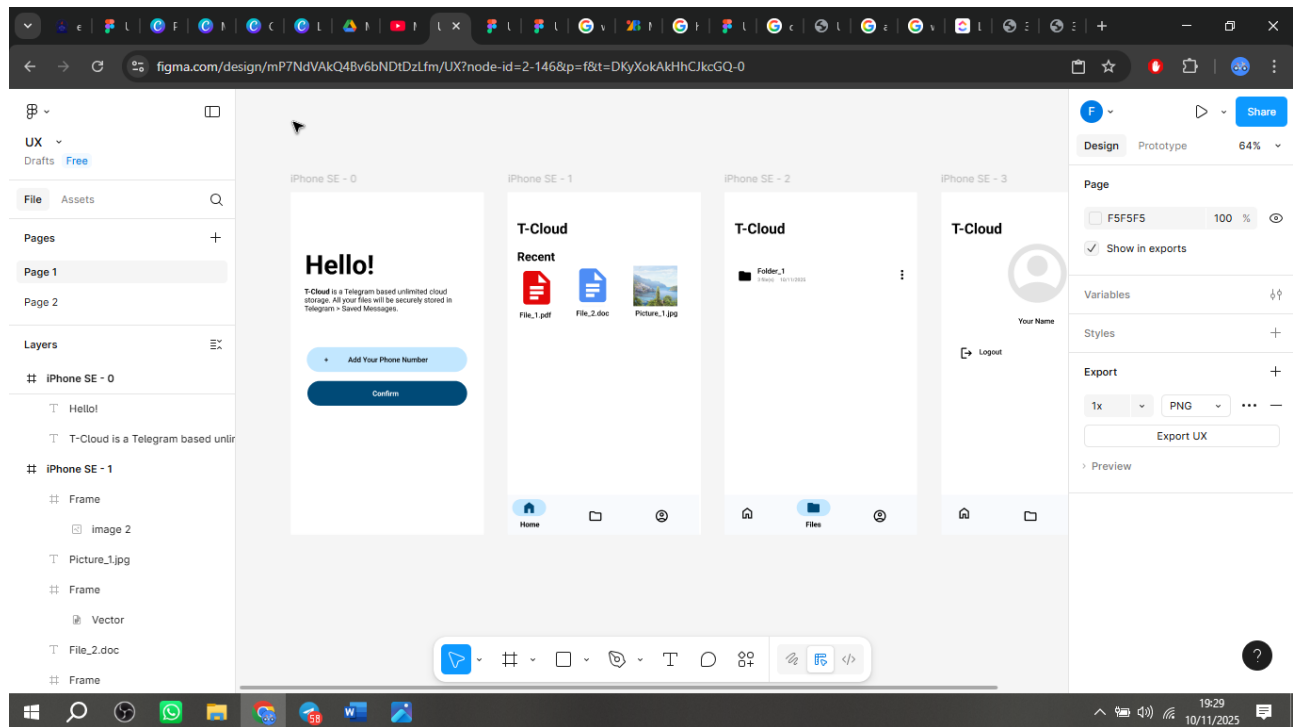 figma.com/design/mP7NdVAkQ4Bv6bNDtDzLfm/UX?node-id=2-146&p=f&t=DKyXokAkHhCJkcGQ-0
UX
Drafts Free
File Assets
Pages
Page 1
Page 2
Layers
iPhone SE - 0
Hello!
T-Cloud is a Telegram based unlir
iPhone SE - 1
Frame
image 2
Picture_1.jpg
Frame
Vector
File_2.doc
Frame
iPhone SE - 0
Hello!
T-Cloud is a Telegram based unlimited cloud
storage. All your files will be securely stored in
Telegram > Saved Messages.
+ Add Your Phone Number
Confirm
iPhone SE - 1
T-Cloud
Recent
File_1.pdf File_2.doc Picture_1.jpg
Home
iPhone SE - 2
T-Cloud
Folder_1
10/11/2025
Files
iPhone SE - 3
T-Cloud
Your Name
Logout
F
Share
Design Prototype 64%
Page
F5F5F5 100 %
Show in exports
Variables
Styles
Export
1x PNG
Export UX
Preview
?
58
19:29
10/11/2025